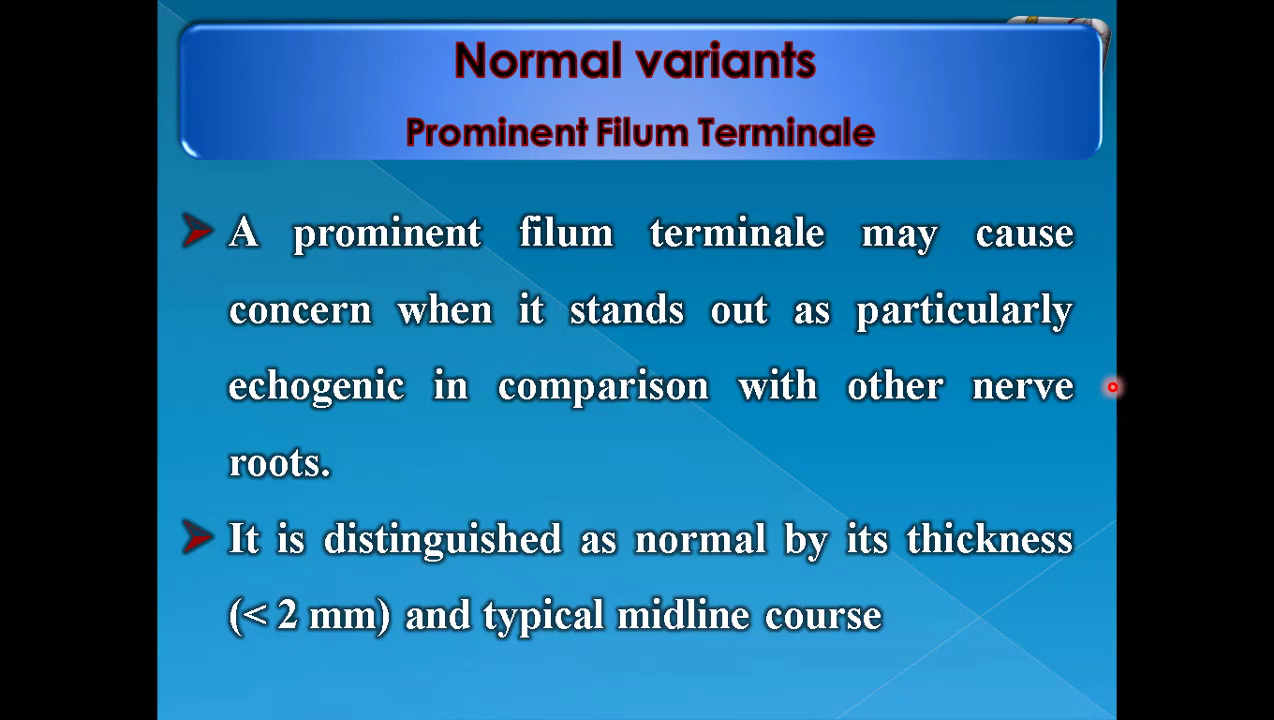 Normal variants
Prominent Filum Terminale
A prominent filum terminale may cause
concern when it stands out as particularly
echogenic in comparison with other nerve
roots.
It is distinguished as normal by its thickness
(< 2 mm) and typical midline course